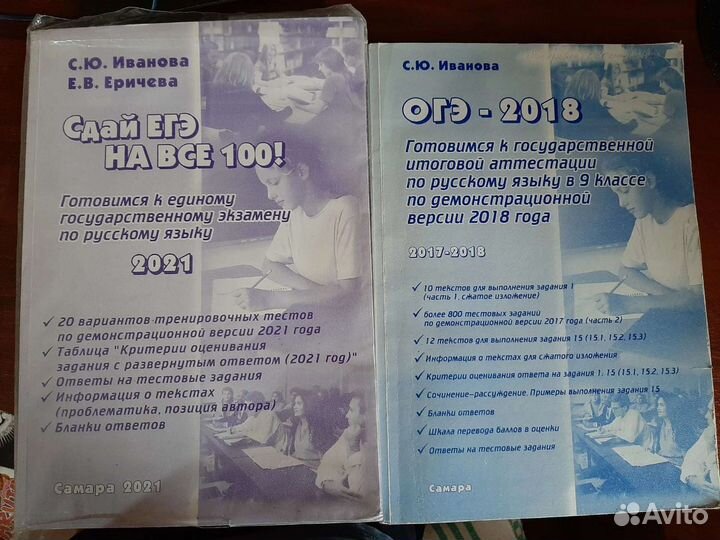 С.Ю. Иванова
Е.В. Еричева
Сдай ЕГЭ
НА ВСЕ 100!
Готовимся к единому
государственному экзамену
по русскому языку
2021
✓ 20 вариантов тренировочных тестов
по демонстрационной версии 2021 года
✓ Таблица "Критерии оценивания
задания с развернутым ответом (2021 год)"
✓ Ответы на тестовые задания
✓ Информация о текстах
(проблематика, позиция автора)
✓ Бланки ответов
Самара 2021
С.Ю. Иванова
ОГЭ - 2018
Готовимся к государственной
итоговой аттестации
по русскому языку в 9 классе
по демонстрационной
версии 2018 года
2017-2018
✓ 10 текстов для выполнения задания 1
(часть 1, сжатое изложение)
✓ более 800 тестовых заданий
по демонстрационной версии 2017 года (часть 2)
✓ 12 текстов для выполнения задания 15 (15.1, 15.2, 15.3)
✓ Информация о текстах для сжатого изложения
✓ Критерии оценивания ответа на задания 1, 15 (15.1, 15.2, 15.3)
✓ Сочинение-рассуждение. Примеры выполнения задания 15
✓ Бланки ответов
✓ Шкала перевода баллов в оценки
✓ Ответы на тестовые задания
Самара
Avito